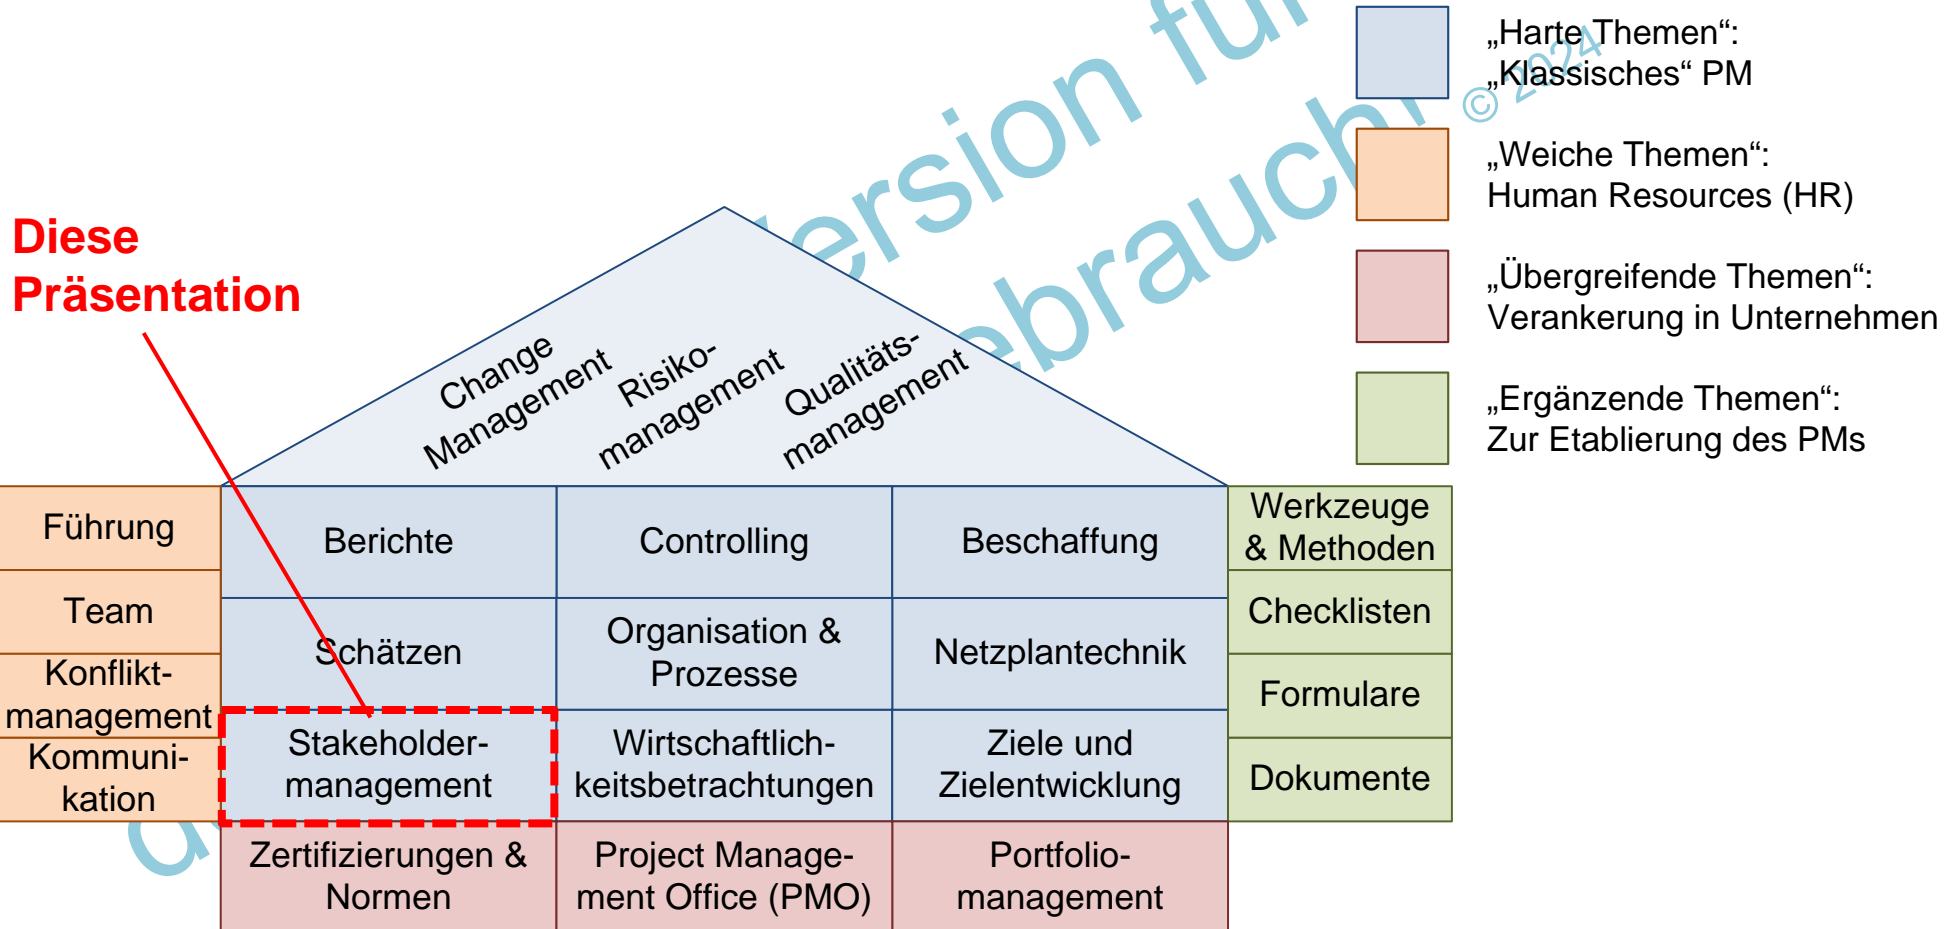 „Harte Themen“:
„Klassisches“ PM
„Weiche Themen“:
Human Resources (HR)
„Übergreifende Themen“:
Verankerung in Unternehmen
„Ergänzende Themen“:
Zur Etablierung des PMs
© 2024
Diese
Präsentation
Change
Management
Risiko-
management
Qualitäts-
management
Führung
Team
Konflikt-
management
Kommuni-
kation
Berichte
Controlling
Beschaffung
Schätzen
Organisation &
Prozesse
Netzplantechnik
Stakeholder-
management
Wirtschaftlich-
keitsbetrachtungen
Ziele und
Zielentwicklung
Zertifizierungen &
Normen
Project Manage-
ment Office (PMO)
Portfolio-
management
Werkzeuge
& Methoden
Checklisten
Formulare
Dokumente